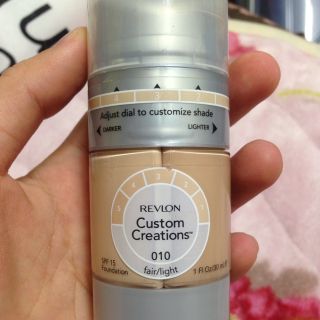 Adjust dial to customize shade
DARKER LIGHTER
REVLON
Custom
Creations™
010
fair/light
SPF 15
Foundation
1 Fl Oz/30 ml